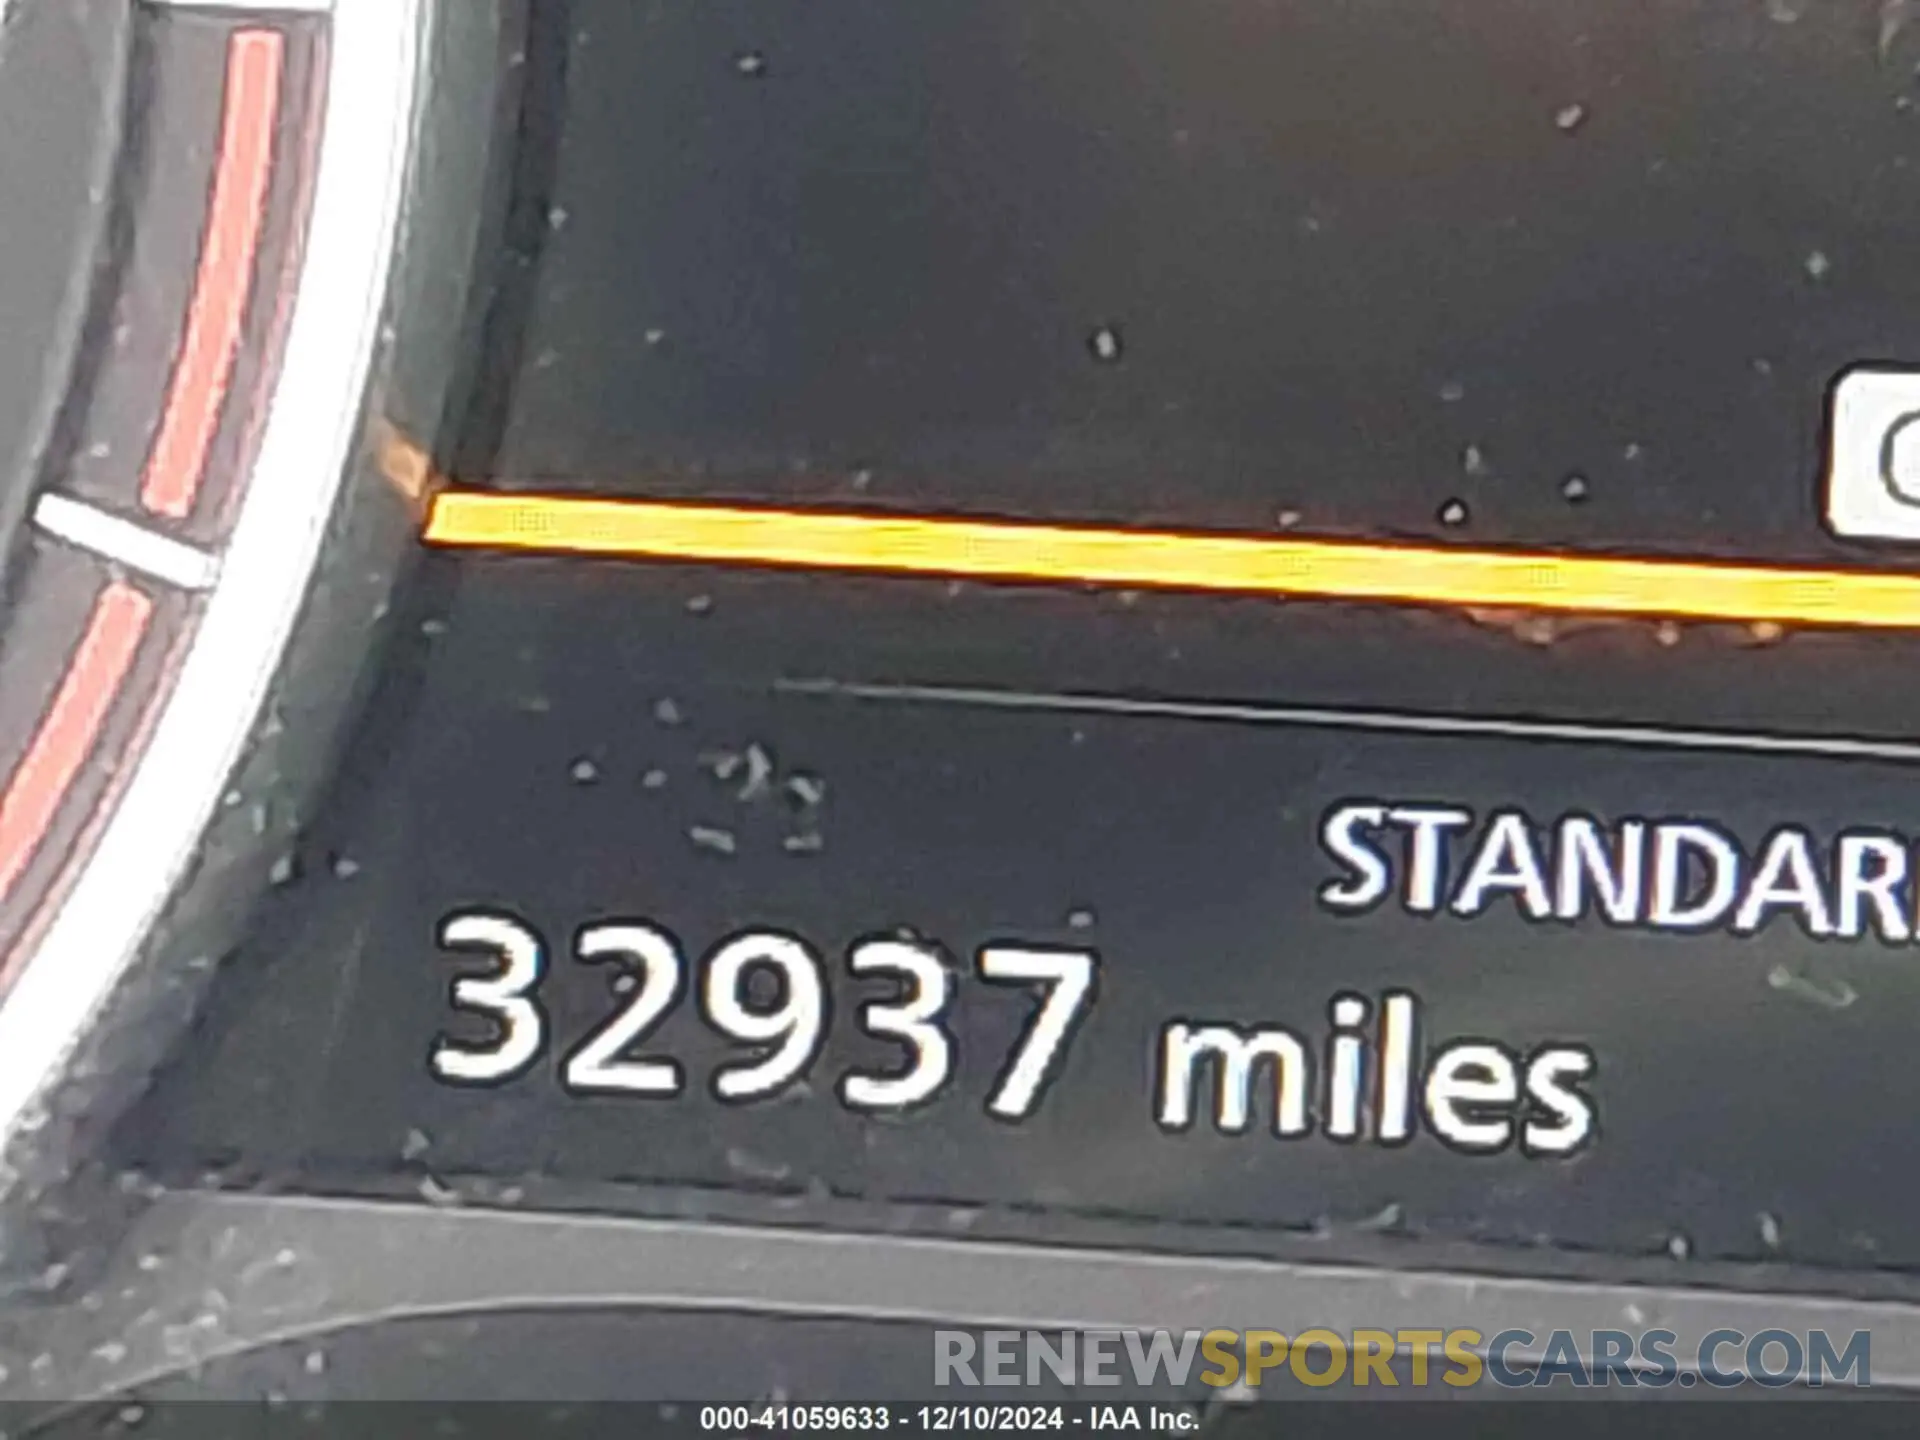 STANDAR
32937 miles
RENEWSPORTSCARS.COM
000-41059633 - 12/10/2024 - IAA Inc.